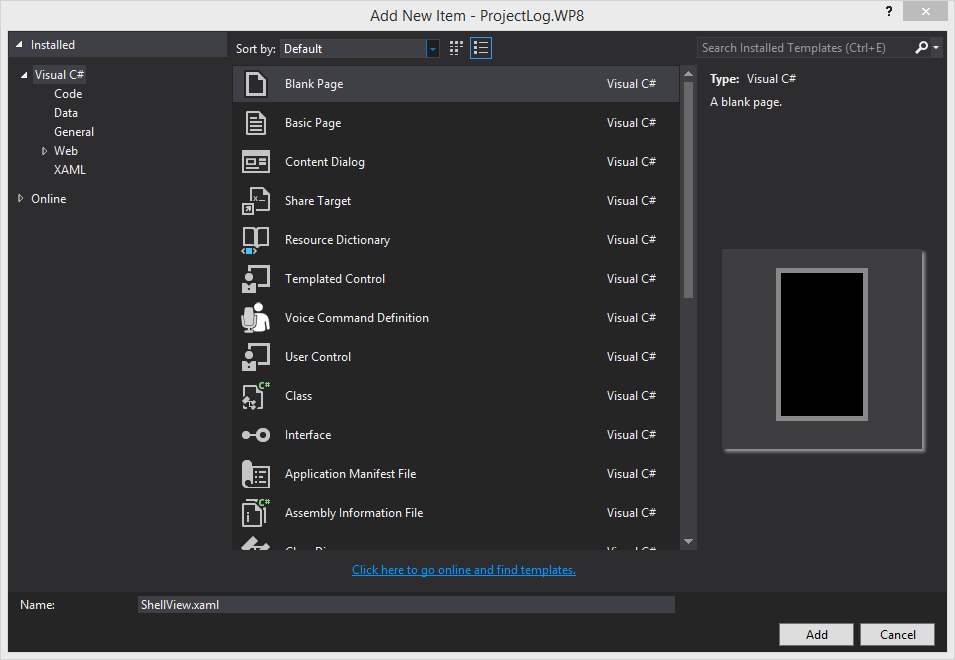 Add New Item - ProjectLog.WP8
?
Installed
Sort by: Default
Search Installed Templates (Ctrl+E)
Visual C#
Code
Data
General
Web
XAML
Online
Blank Page Visual C#
Basic Page Visual C#
Content Dialog Visual C#
Share Target Visual C#
Resource Dictionary Visual C#
Templated Control Visual C#
Voice Command Definition Visual C#
User Control Visual C#
C#
Class Visual C#
Interface Visual C#
Application Manifest File Visual C#
C#
Assembly Information File Visual C#
Type: Visual C#
A blank page.
Click here to go online and find templates.
Name: ShellView.xaml
Add Cancel